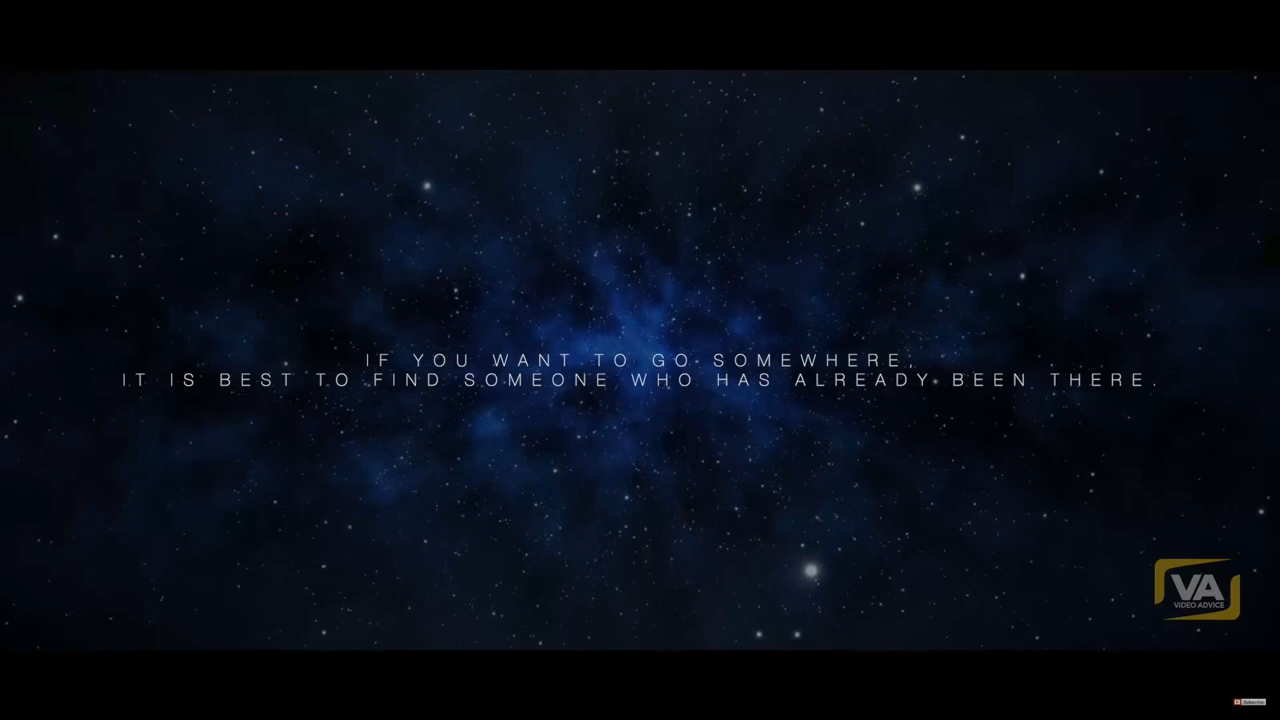 IF YOU WANT TO GO SOMEWHERE,
IT IS BEST TO FIND SOMEONE WHO HAS ALREADY BEEN THERE.
VA
VIDEO ADVICE
Subscribe